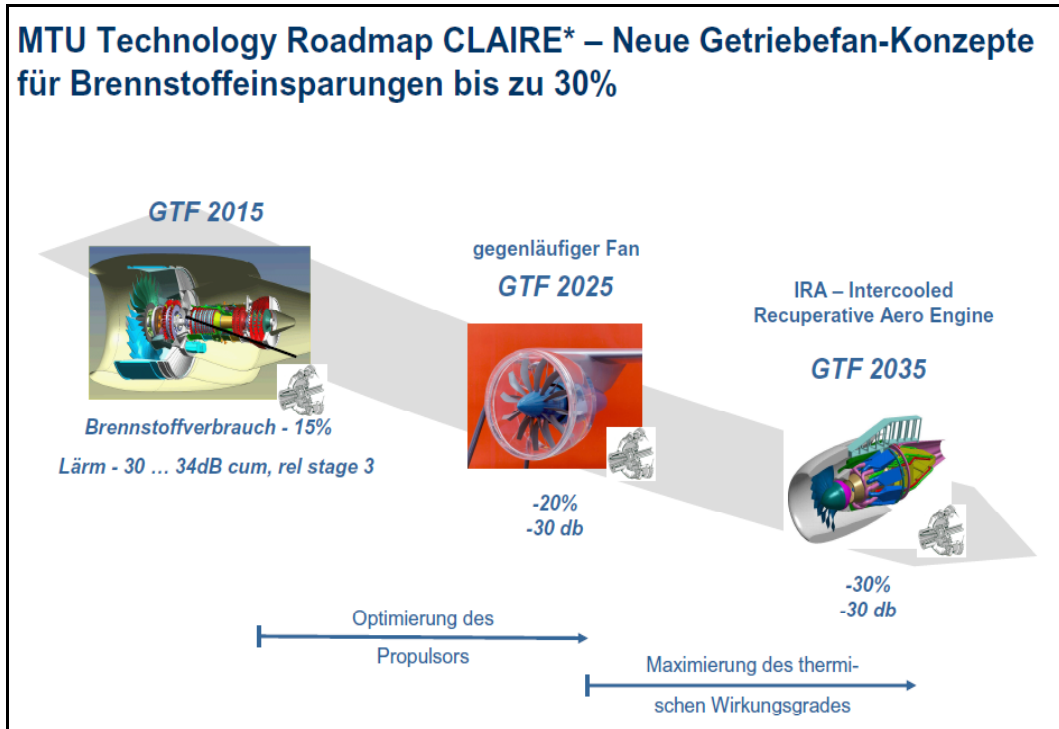 MTU Technology Roadmap CLAIRE* – Neue Getriebefan-Konzepte
für Brennstoffeinsparungen bis zu 30%
GTF 2015
Brennstoffverbrauch - 15%
Lärm - 30 … 34dB cum, rel stage 3
gegenläufiger Fan
GTF 2025
-20%
-30 db
IRA – Intercooled
Recuperative Aero Engine
GTF 2035
-30%
-30 db
Optimierung des
Propulsors
Maximierung des thermi-
schen Wirkungsgrades